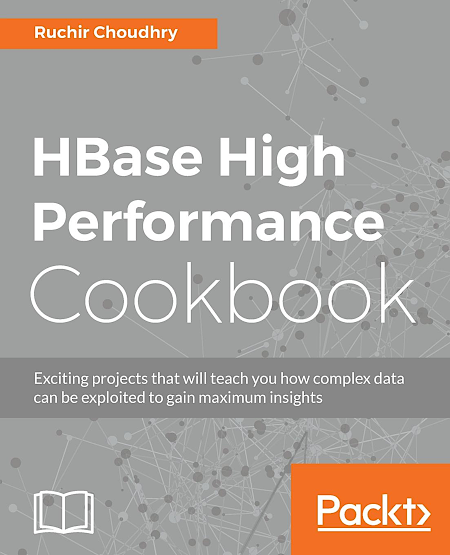 Ruchir Choudhry
HBase High
Performance
Cookbook
Exciting projects that will teach you how complex data
can be exploited to gain maximum insights
Packt>